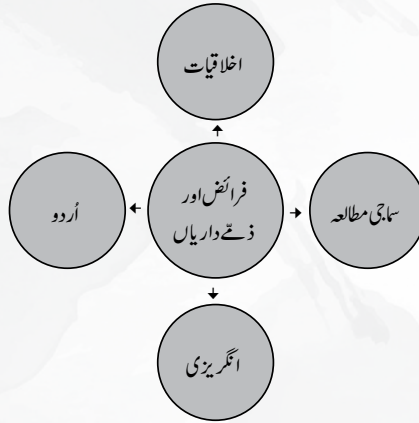 اخلاقیات
فرائض اور
ذمّے داریاں
سماجی مطالعہ
اُردو
انگریزی